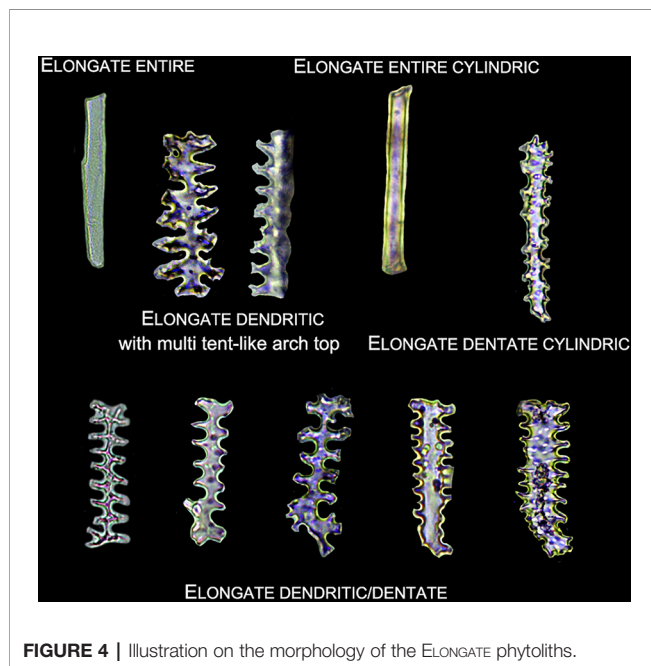 ELONGATE ENTIRE
ELONGATE ENTIRE CYLINDRIC
ELONGATE DENDRITIC
with multi tent-like arch top
ELONGATE DENTATE CYLINDRIC
ELONGATE DENDRITIC/DENTATE
FIGURE 4 | Illustration on the morphology of the ELONGATE phytoliths.